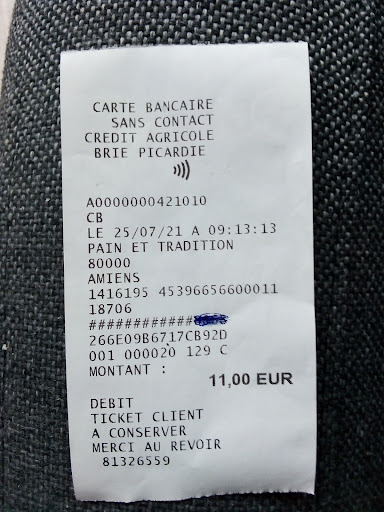 CARTE BANCAIRE
SANS CONTACT
CREDIT AGRICOLE
BRIE PICARDIE
A0000000421010
CB
LE 25/07/21 A 09:13:13
PAIN ET TRADITION
80000
AMIENS
1416195 45396656600011
18706
############
266E09B6717CB92D
001 000020 129 C
MONTANT :
11,00 EUR
DEBIT
TICKET CLIENT
A CONSERVER
MERCI AU REVOIR
81326559